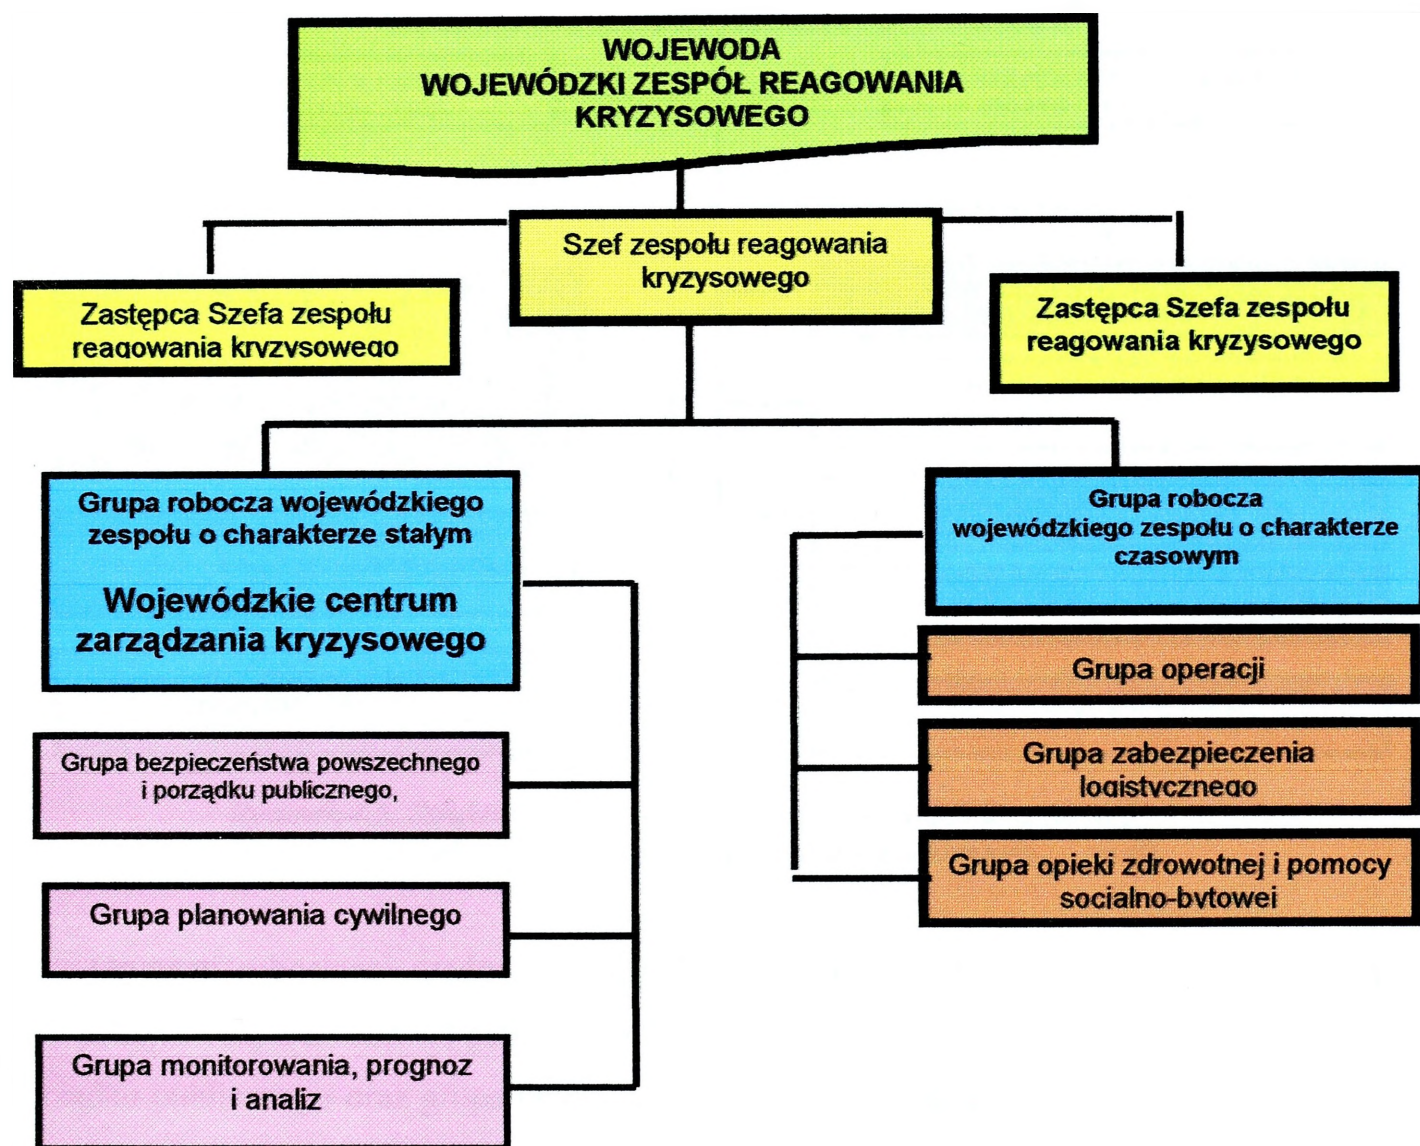 WOJEWODA
WOJEWÓDZKI ZESPÓŁ REAGOWANIA
KRYZYSOWEGO
Szef zespołu reagowania
kryzysowego
Zastępca Szefa zespołu
reagowania kryzysowego
Zastępca Szefa zespołu
reagowania kryzysowego
Grupa robocza wojewódzkiego
zespołu o charakterze stałym
Wojewódzkie centrum
zarządzania kryzysowego
Grupa bezpieczeństwa powszechnego
i porządku publicznego,
Grupa planowania cywilnego
Grupa monitorowania, prognoz
i analiz
Grupa robocza
wojewódzkiego zespołu o charakterze
czasowym
Grupa operacji
Grupa zabezpieczenia
logistycznego
Grupa opieki zdrowotnej i pomocy
socjalno-bytowej